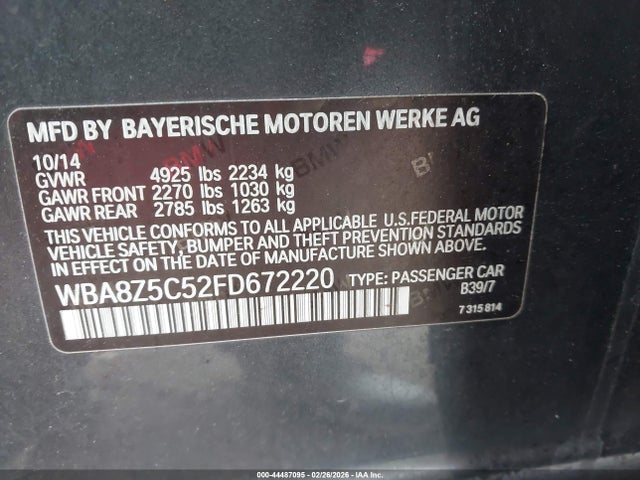 MFD BY BAYERISCHE MOTOREN WERKE AG
10/14
GVWR 4925 lbs 2234 kg
GAWR FRONT 2270 lbs 1030 kg
GAWR REAR 2785 lbs 1263 kg
THIS VEHICLE CONFORMS TO ALL APPLICABLE U.S.FEDERAL MOTOR
VEHICLE SAFETY, BUMPER AND THEFT PREVENTION STANDARDS
IN EFFECT ON THE DATE OF MANUFACTURE SHOWN ABOVE.
WBA8Z5C52FD672220 TYPE: PASSENGER CAR
B39/7
7 315 814
000-44487095 - 02/26/2026 - IAAI.COM